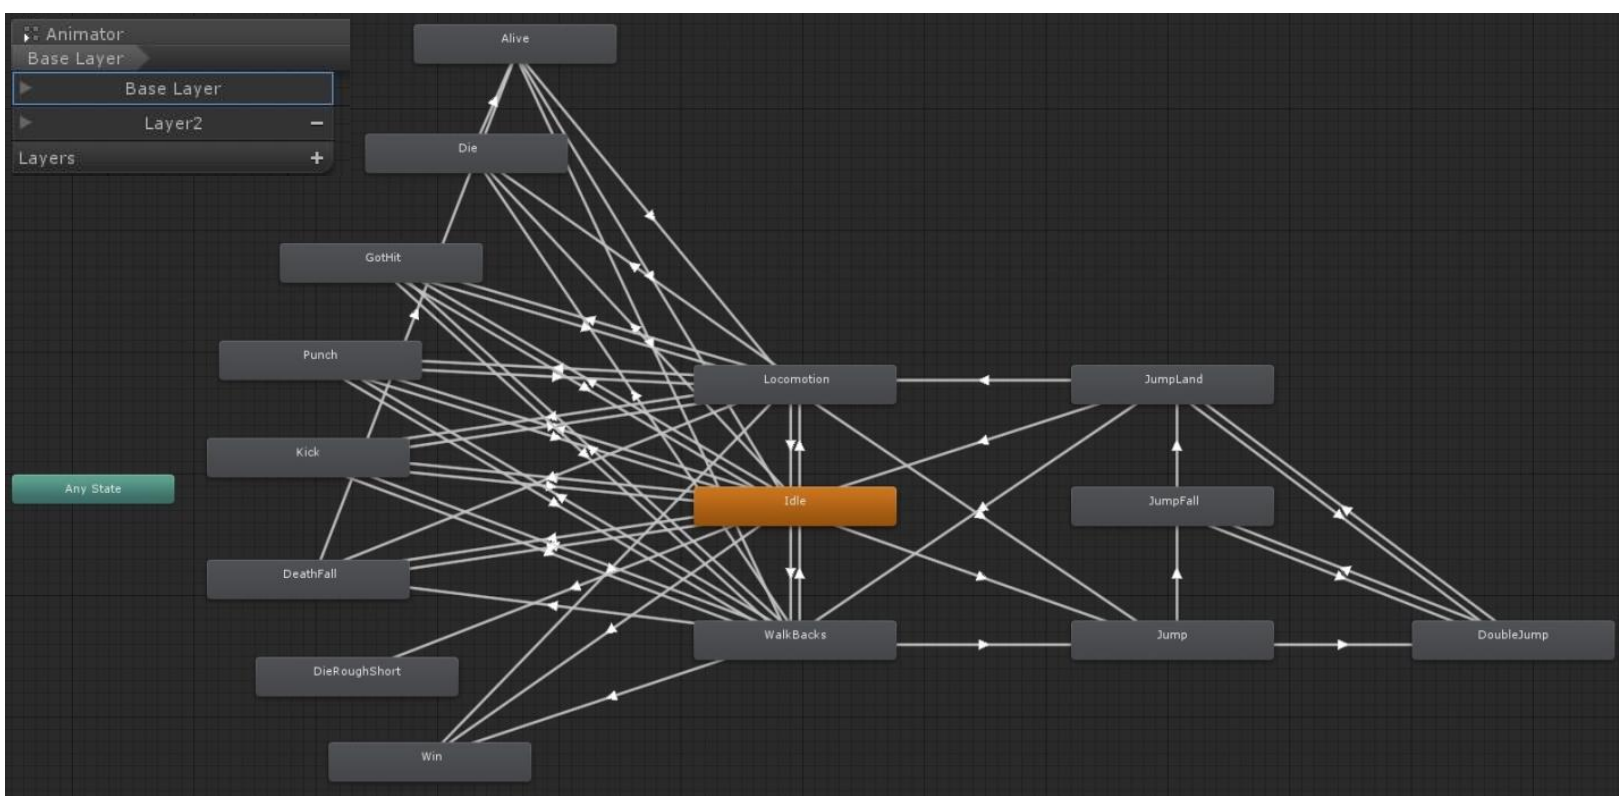 Animator
Base Layer
Base Layer
Layer2
Layers
Alive
Die
GotHit
Punch
Locomotion
JumpLand
Kick
Any State
Idle
JumpFall
DeathFall
WalkBacks
Jump
DoubleJump
DieRoughShort
Win